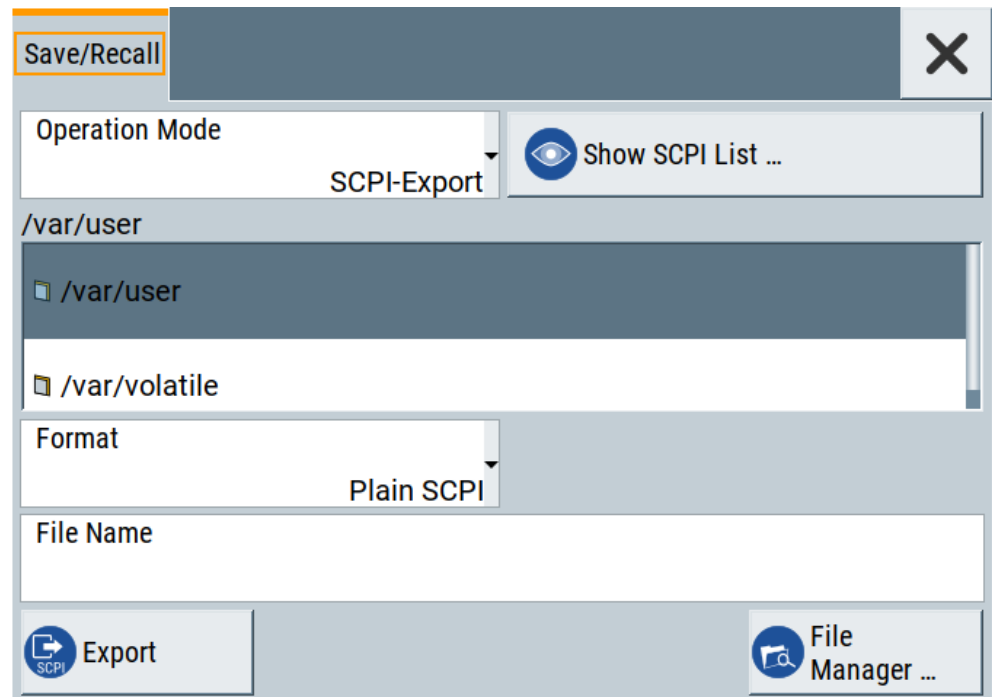 Save/Recall
Operation Mode
SCPI-Export
Show SCPI List ...
/var/user
/var/user
/var/volatile
Format
Plain SCPI
File Name
SCPI
Export
File
Manager ...